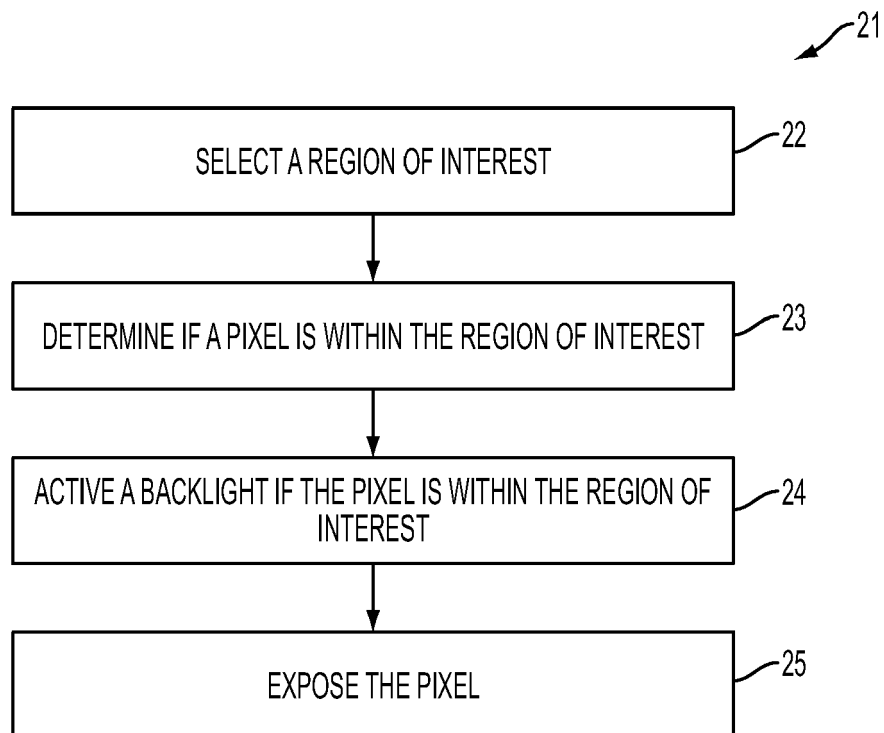 21
SELECT A REGION OF INTEREST
22
DETERMINE IF A PIXEL IS WITHIN THE REGION OF INTEREST
23
ACTIVE A BACKLIGHT IF THE PIXEL IS WITHIN THE REGION OF
INTEREST
24
EXPOSE THE PIXEL
25